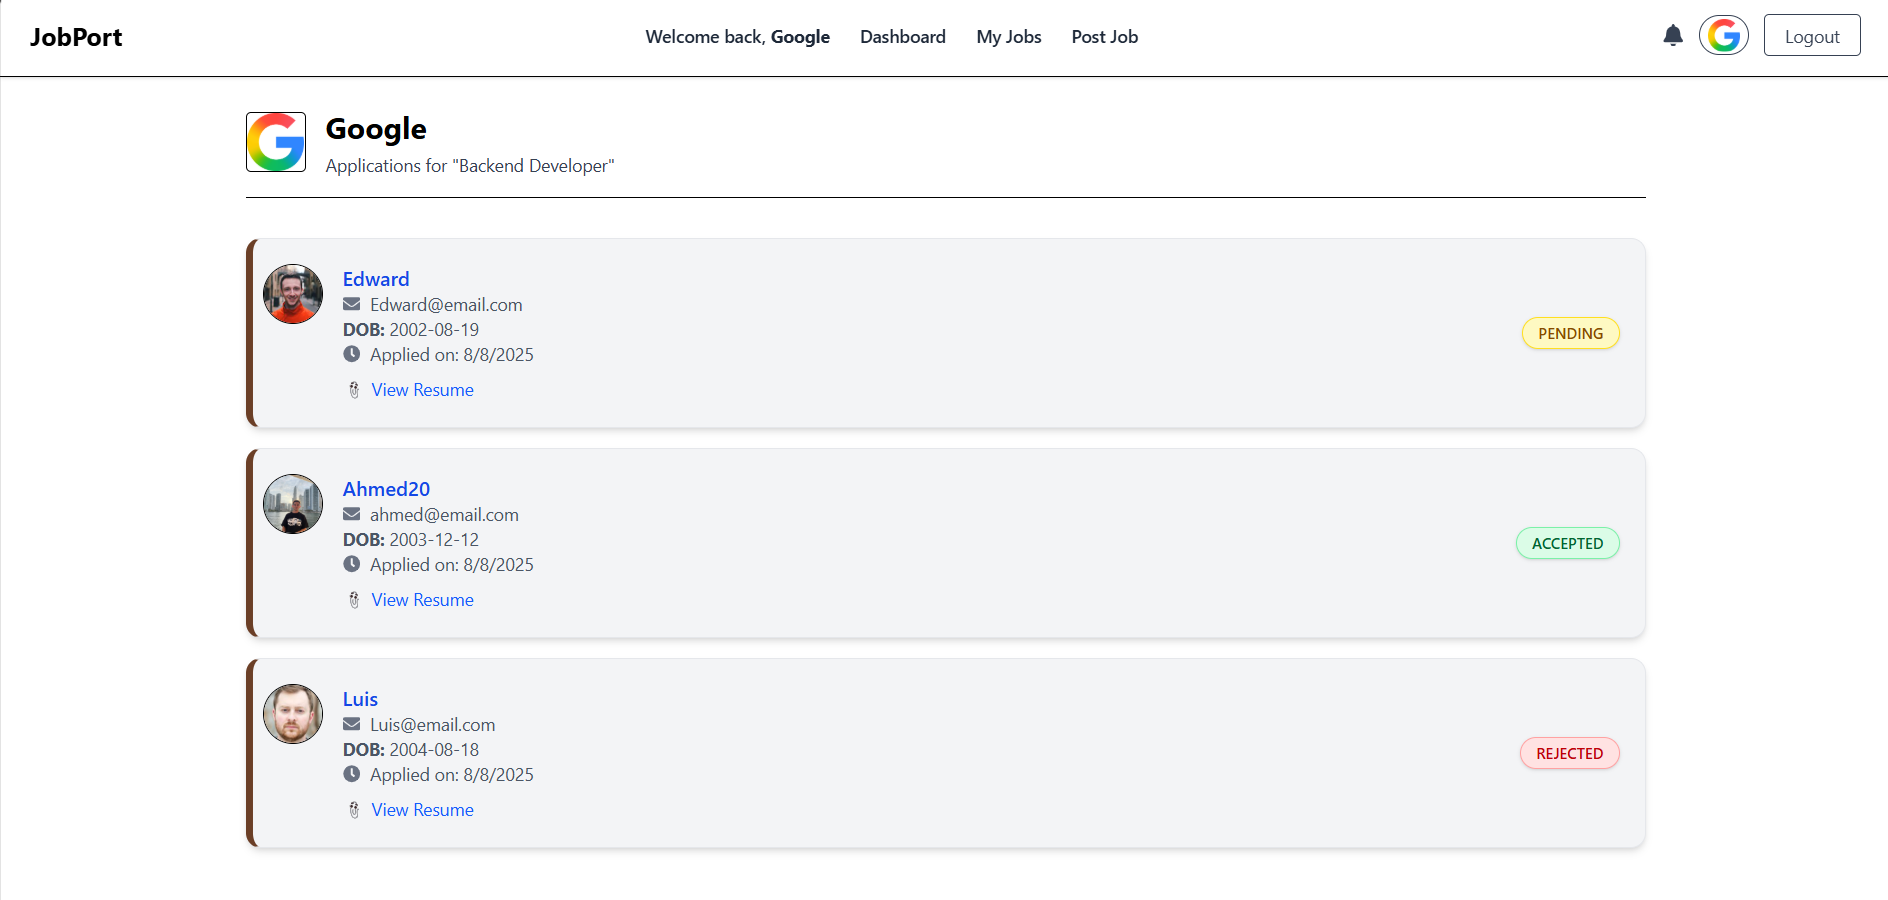 JobPort
Welcome back, Google
Dashboard
My Jobs
Post Job
Logout
Google
Applications for "Backend Developer"
Edward
Edward@email.com
DOB: 2002-08-19
Applied on: 8/8/2025
View Resume
PENDING
Ahmed20
ahmed@email.com
DOB: 2003-12-12
Applied on: 8/8/2025
View Resume
ACCEPTED
Luis
Luis@email.com
DOB: 2004-08-18
Applied on: 8/8/2025
View Resume
REJECTED